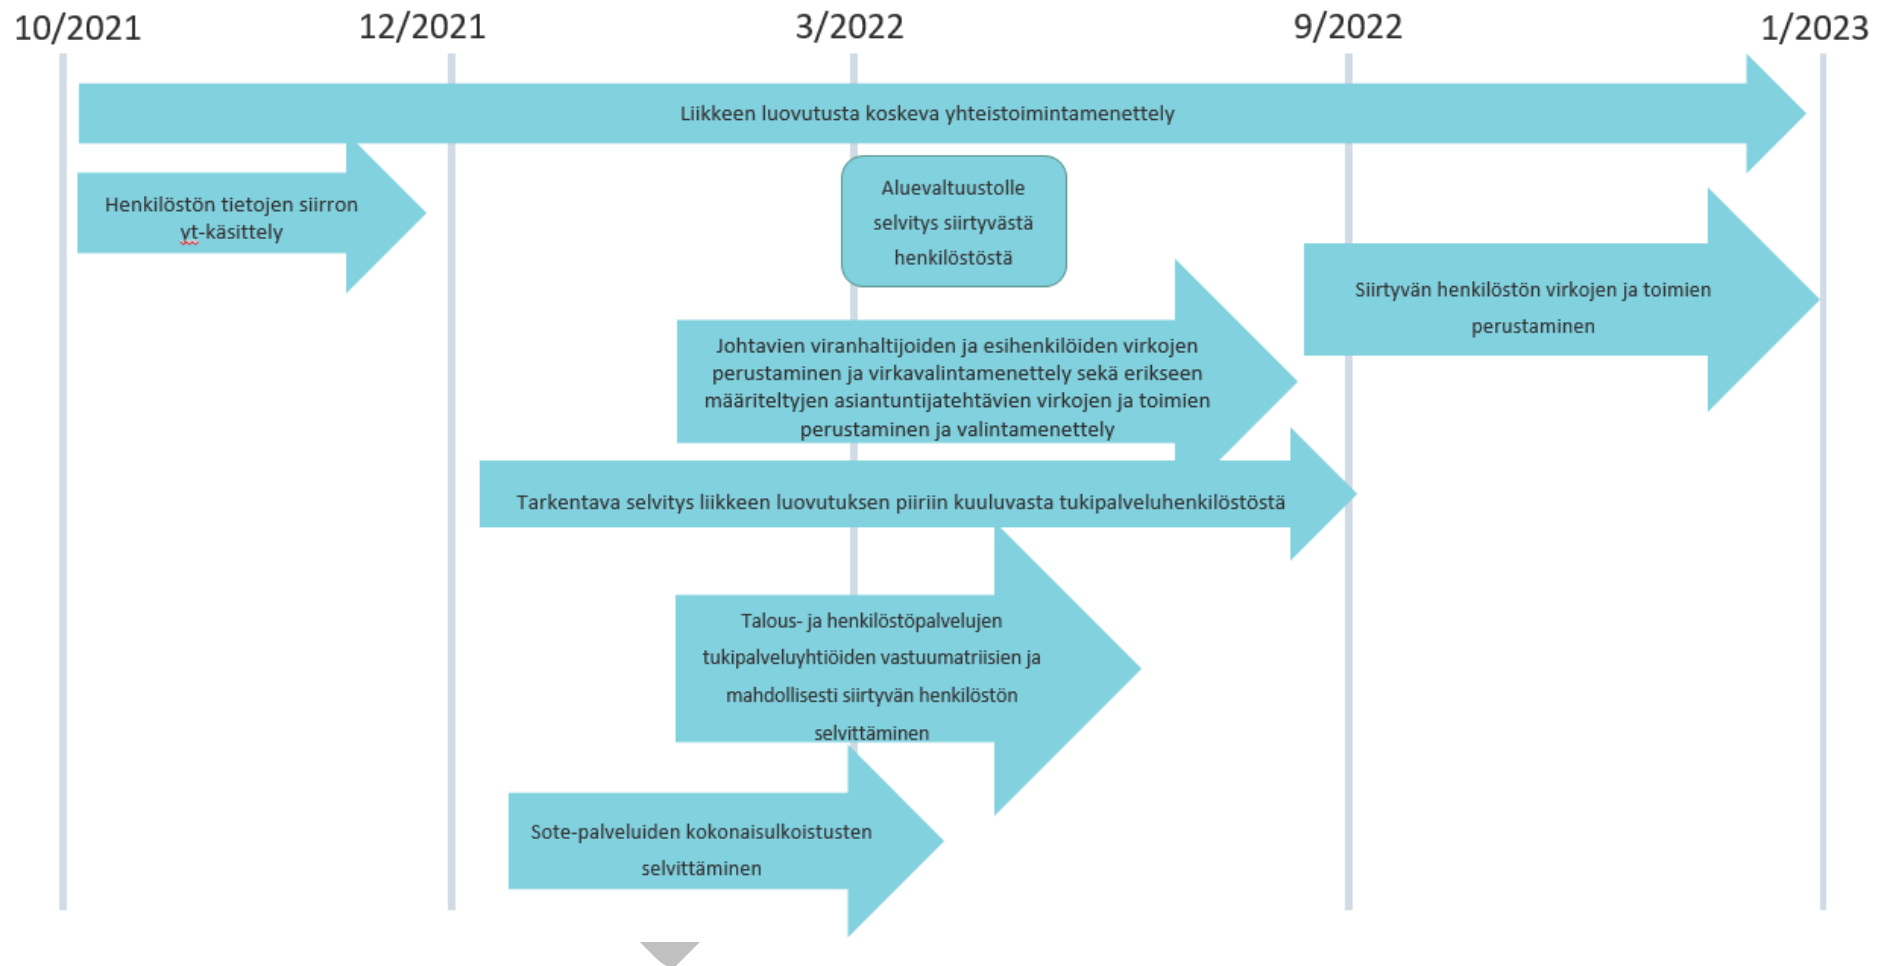 10/2021
12/2021
3/2022
9/2022
1/2023
Liikkeen luovutusta koskeva yhteistoimintamenettely
Henkilöstön tietojen siirron
yt-käsittely
Aluevaltuustolle
selvitys siirtyvästä
henkilöstöstä
Siirtyvän henkilöstön virkojen ja toimien
perustaminen
Johtavien viranhaltijoiden ja esihenkilöiden virkojen
perustaminen ja virkavalintamenettely sekä erikseen
määriteltyjen asiantuntijatehtävien virkojen ja toimien
perustaminen ja valintamenettely
Tarkentava selvitys liikkeen luovutuksen piiriin kuuluvasta tukipalveluhenkilöstöstä
Talous- ja henkilöstöpalvelujen
tukipalveluyhtiöiden vastuumatriisien ja
mahdollisesti siirtyvän henkilöstön
selvittäminen
Sote-palveluiden kokonaisulkoistusten
selvittäminen